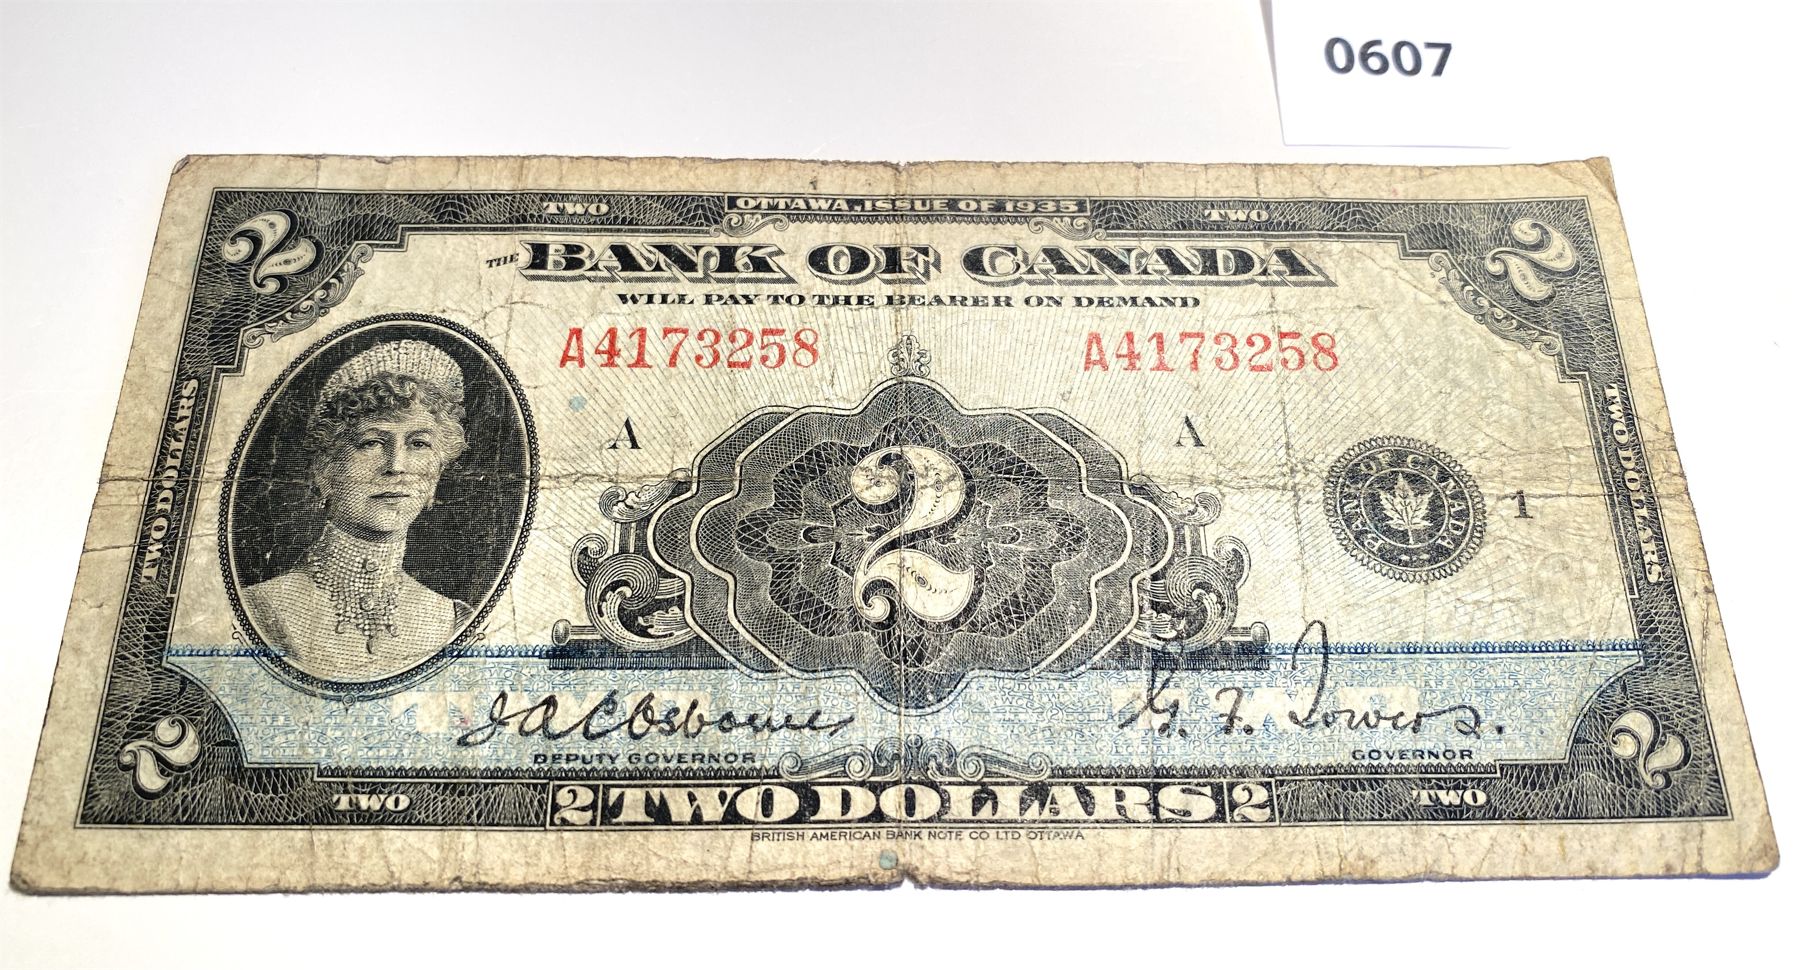 0607
TWO OTTAWA, ISSUE OF 1935 TWO
2 2
THE BANK OF CANADA
WILL PAY TO THE BEARER ON DEMAND
A4173258 A4173258
A A
TWO DOLLARS TWO DOLLARS
2
BANK OF CANADA
1
J A C Osborne G. F. Towers.
DEPUTY GOVERNOR GOVERNOR
2 2
TWO 2 TWO DOLLARS 2 TWO
BRITISH AMERICAN BANK NOTE CO LTD OTTAWA